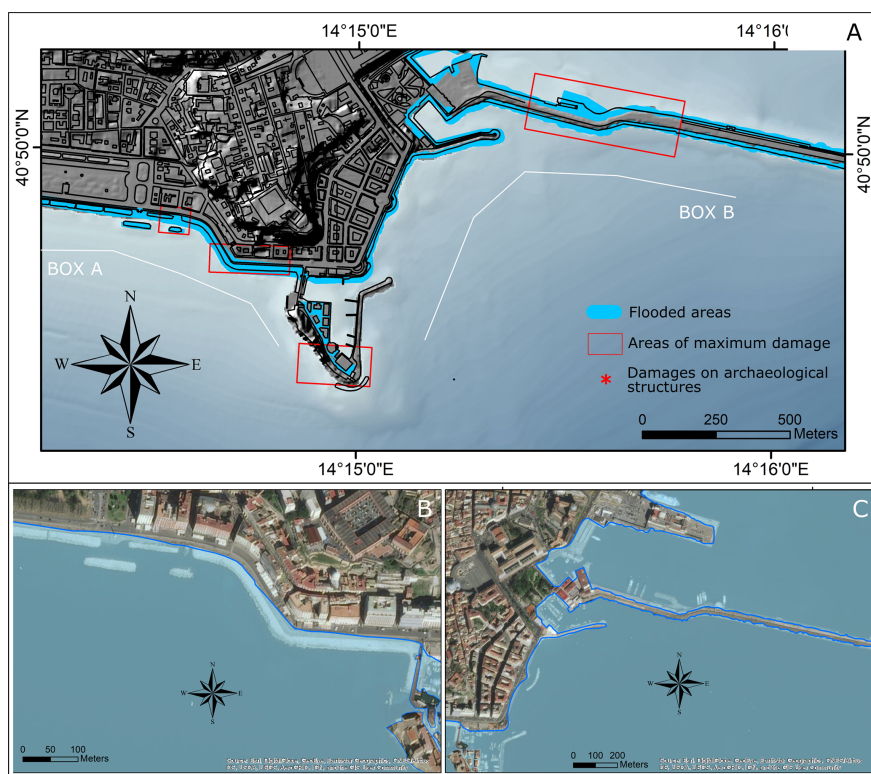 14°15'0"E
14°16'0"E
A
40°50'0"N
40°50'0"N
BOX B
BOX A
N
W
E
S
Flooded areas
Areas of maximum damage
* Damages on archaeological
structures
0 250 500
Meters
14°15'0"E
14°16'0"E
B
N
W
E
S
0 50 100
Meters
C
N
W
E
S
0 100 200
Meters